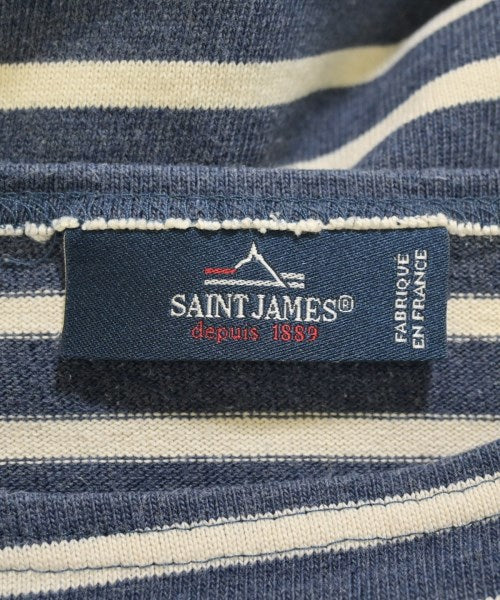 SAINT JAMES®
depuis 1889
FABRIQUE
EN FRANCE